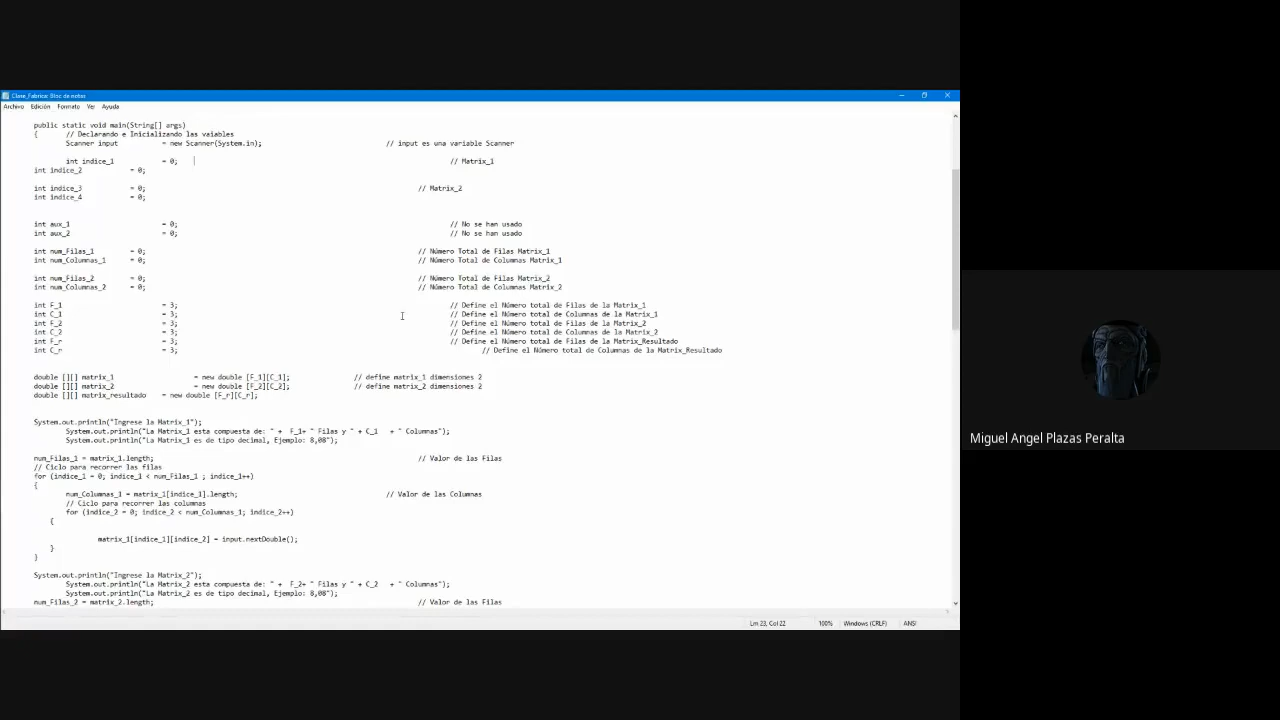 Clase_Fabrica: Bloc de notas
Archivo Edición Formato Ver Ayuda
public static void main(String[] args)
{ // Declarando e Inicializando las vaiables
Scanner input = new Scanner(System.in); // input es una variable Scanner
int indice_1 = 0; // Matrix_1
int indice_2 = 0;
int indice_3 = 0; // Matrix_2
int indice_4 = 0;
int aux_1 = 0; // No se han usado
int aux_2 = 0; // No se han usado
int num_Filas_1 = 0; // Número Total de Filas Matrix_1
int num_Columnas_1 = 0; // Número Total de Columnas Matrix_1
int num_Filas_2 = 0; // Número Total de Filas Matrix_2
int num_Columnas_2 = 0; // Número Total de Columnas Matrix_2
int F_1 = 3; // Define el Número total de Filas de la Matrix_1
int C_1 = 3; // Define el Número total de Columnas de la Matrix_1
int F_2 = 3; // Define el Número total de Filas de la Matrix_2
int C_2 = 3; // Define el Número total de Columnas de la Matrix_2
int F_r = 3; // Define el Número total de Filas de la Matrix_Resultado
int C_r = 3; // Define el Número total de Columnas de la Matrix_Resultado
double [][] matrix_1 = new double [F_1][C_1]; // define matrix_1 dimensiones 2
double [][] matrix_2 = new double [F_2][C_2]; // define matrix_2 dimensiones 2
double [][] matrix_resultado = new double [F_r][C_r];
System.out.println("Ingrese la Matrix_1");
System.out.println("La Matrix_1 esta compuesta de: " + F_1+ " Filas y " + C_1 + " Columnas");
System.out.println("La Matrix_1 es de tipo decimal, Ejemplo: 8,08");
num_Filas_1 = matrix_1.length; // Valor de las Filas
// Ciclo para recorrer las filas
for (indice_1 = 0; indice_1 < num_Filas_1 ; indice_1++)
{
num_Columnas_1 = matrix_1[indice_1].length; // Valor de las Columnas
// Ciclo para recorrer las columnas
for (indice_2 = 0; indice_2 < num_Columnas_1; indice_2++)
{
matrix_1[indice_1][indice_2] = input.nextDouble();
}
}
System.out.println("Ingrese la Matrix_2");
System.out.println("La Matrix_2 esta compuesta de: " + F_2+ " Filas y " + C_2 + " Columnas");
System.out.println("La Matrix_2 es de tipo decimal, Ejemplo: 8,08");
num_Filas_2 = matrix_2.length; // Valor de las Filas
Lm 23, Col 22 100% Windows (CRLF) ANSI
Miguel Angel Plazas Peralta